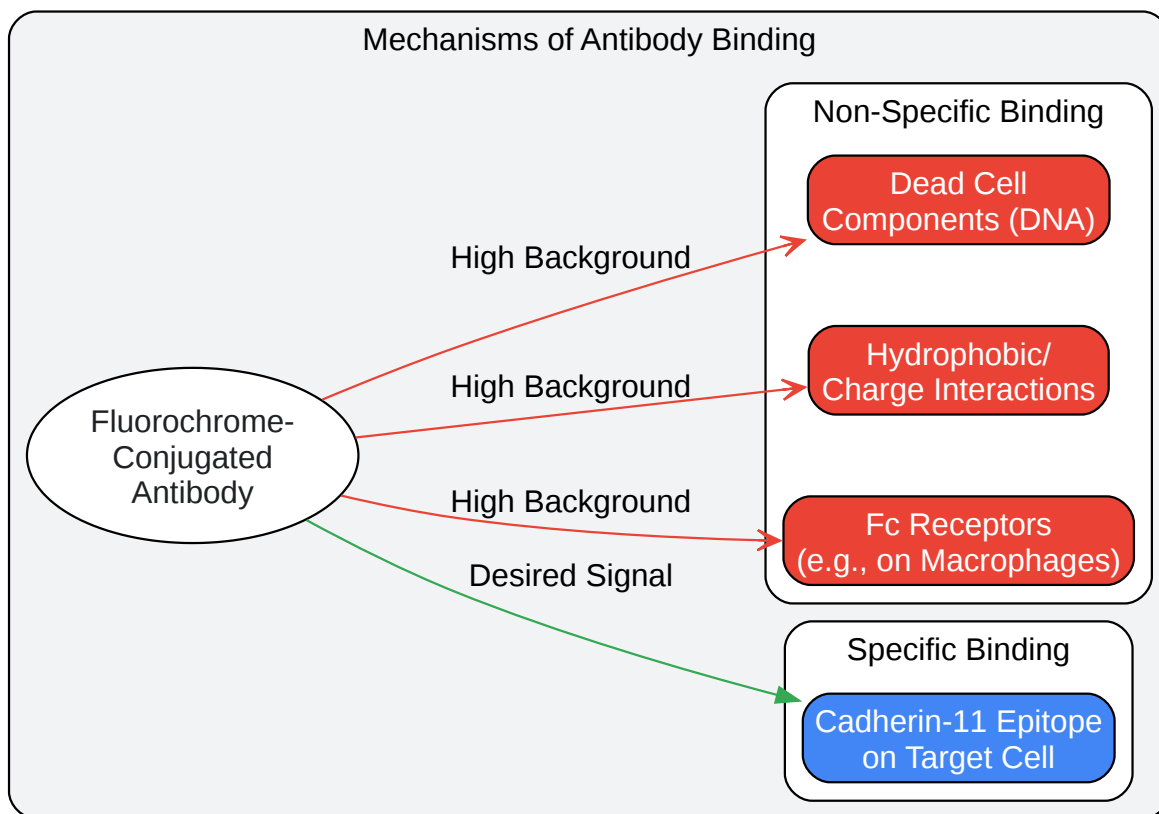 Mechanisms of Antibody Binding
Non-Specific Binding
Dead Cell
Components (DNA)
High Background
Hydrophobic/
Charge Interactions
High Background
Fluorochrome-
Conjugated
Antibody
High Background
Fc Receptors
(e.g., on Macrophages)
Desired Signal
Specific Binding
Cadherin-11 Epitope
on Target Cell